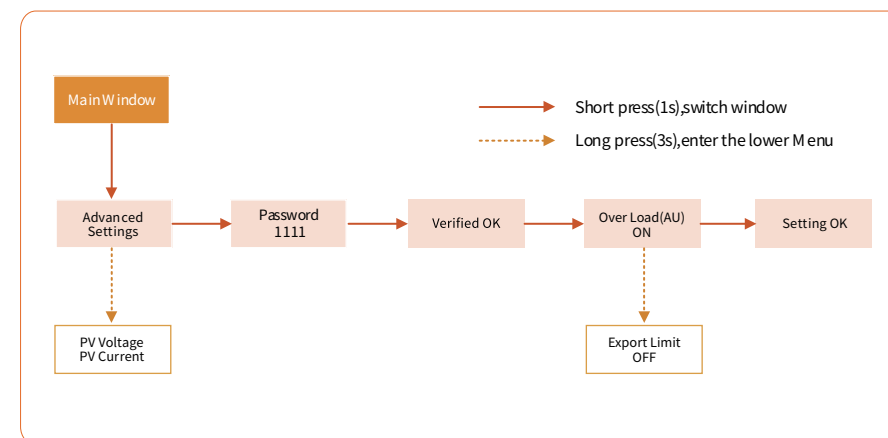 Main Window
Short press(1s),switch window
Long press(3s),enter the lower Menu
Advanced
Settings
Password
1111
Verified OK
Over Load(AU)
ON
Setting OK
PV Voltage
PV Current
Export Limit
OFF